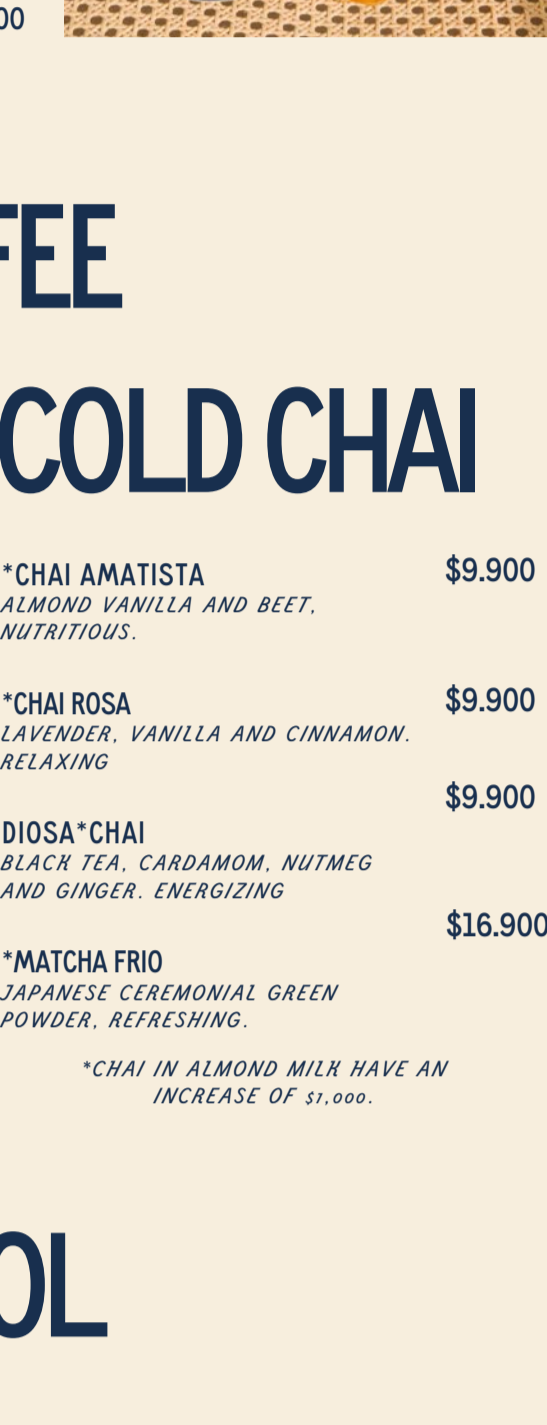 00
FEE
COLD CHAI
*CHAI AMATISTA $9.900
ALMOND VANILLA AND BEET,
NUTRITIOUS.
*CHAI ROSA $9.900
LAVENDER, VANILLA AND CINNAMON.
RELAXING
$9.900
DIOSA*CHAI
BLACK TEA, CARDAMOM, NUTMEG
AND GINGER. ENERGIZING
$16.900
*MATCHA FRIO
JAPANESE CEREMONIAL GREEN
POWDER, REFRESHING.
*CHAI IN ALMOND MILK HAVE AN
INCREASE OF $1,000.
OL